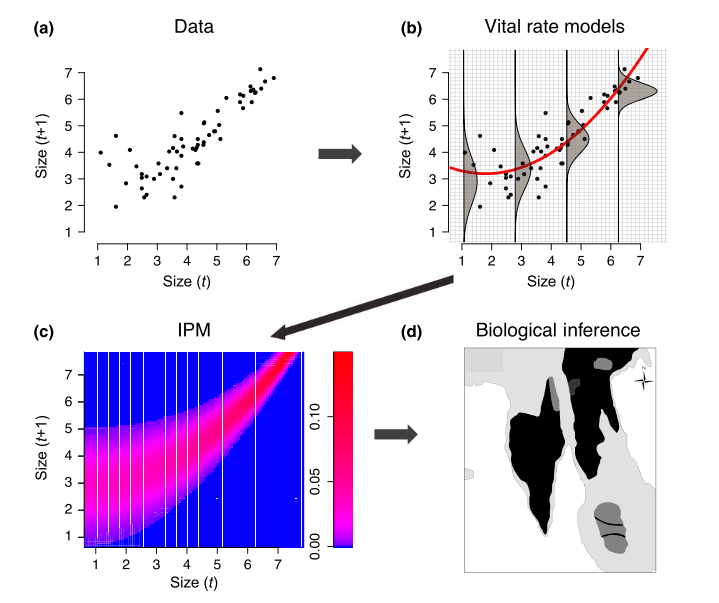 (a) Data
7
6
5
4
3
2
1
Size (t+1)
1 2 3 4 5 6 7
Size (t)
(b) Vital rate models
7
6
5
4
3
2
1
Size (t+1)
1 2 3 4 5 6 7
Size (t)
(c) IPM
7
6
5
4
3
2
1
Size (t+1)
1 2 3 4 5 6 7
Size (t)
0.10
0.05
0.00
(d) Biological inference
N